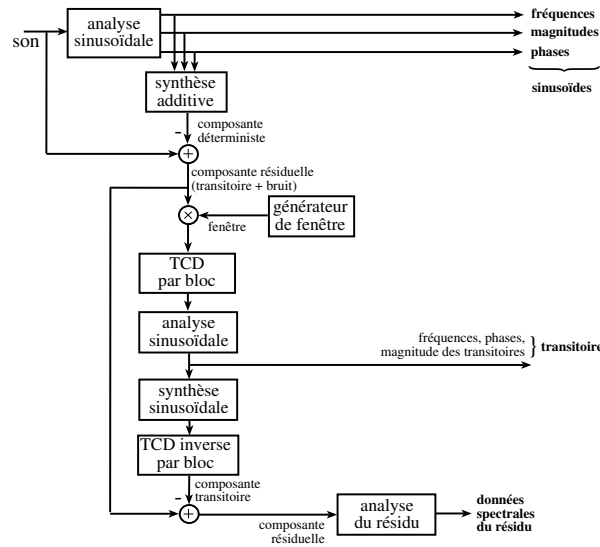 son
analyse
sinusoïdale
fréquences
magnitudes
phases
sinusoïdes
synthèse
additive
-
composante
déterministe
+
composante résiduelle
(transitoire + bruit)
×
fenêtre
générateur
de fenêtre
TCD
par bloc
analyse
sinusoïdale
fréquences, phases,
magnitude des transitoires
} transitoire
synthèse
sinusoïdale
TCD inverse
par bloc
-
composante
transitoire
+
composante
résiduelle
analyse
du résidu
données
spectrales
du résidu